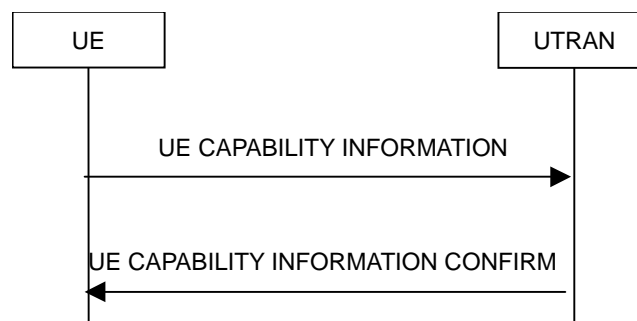 UE
UTRAN
UE CAPABILITY INFORMATION
UE CAPABILITY INFORMATION CONFIRM